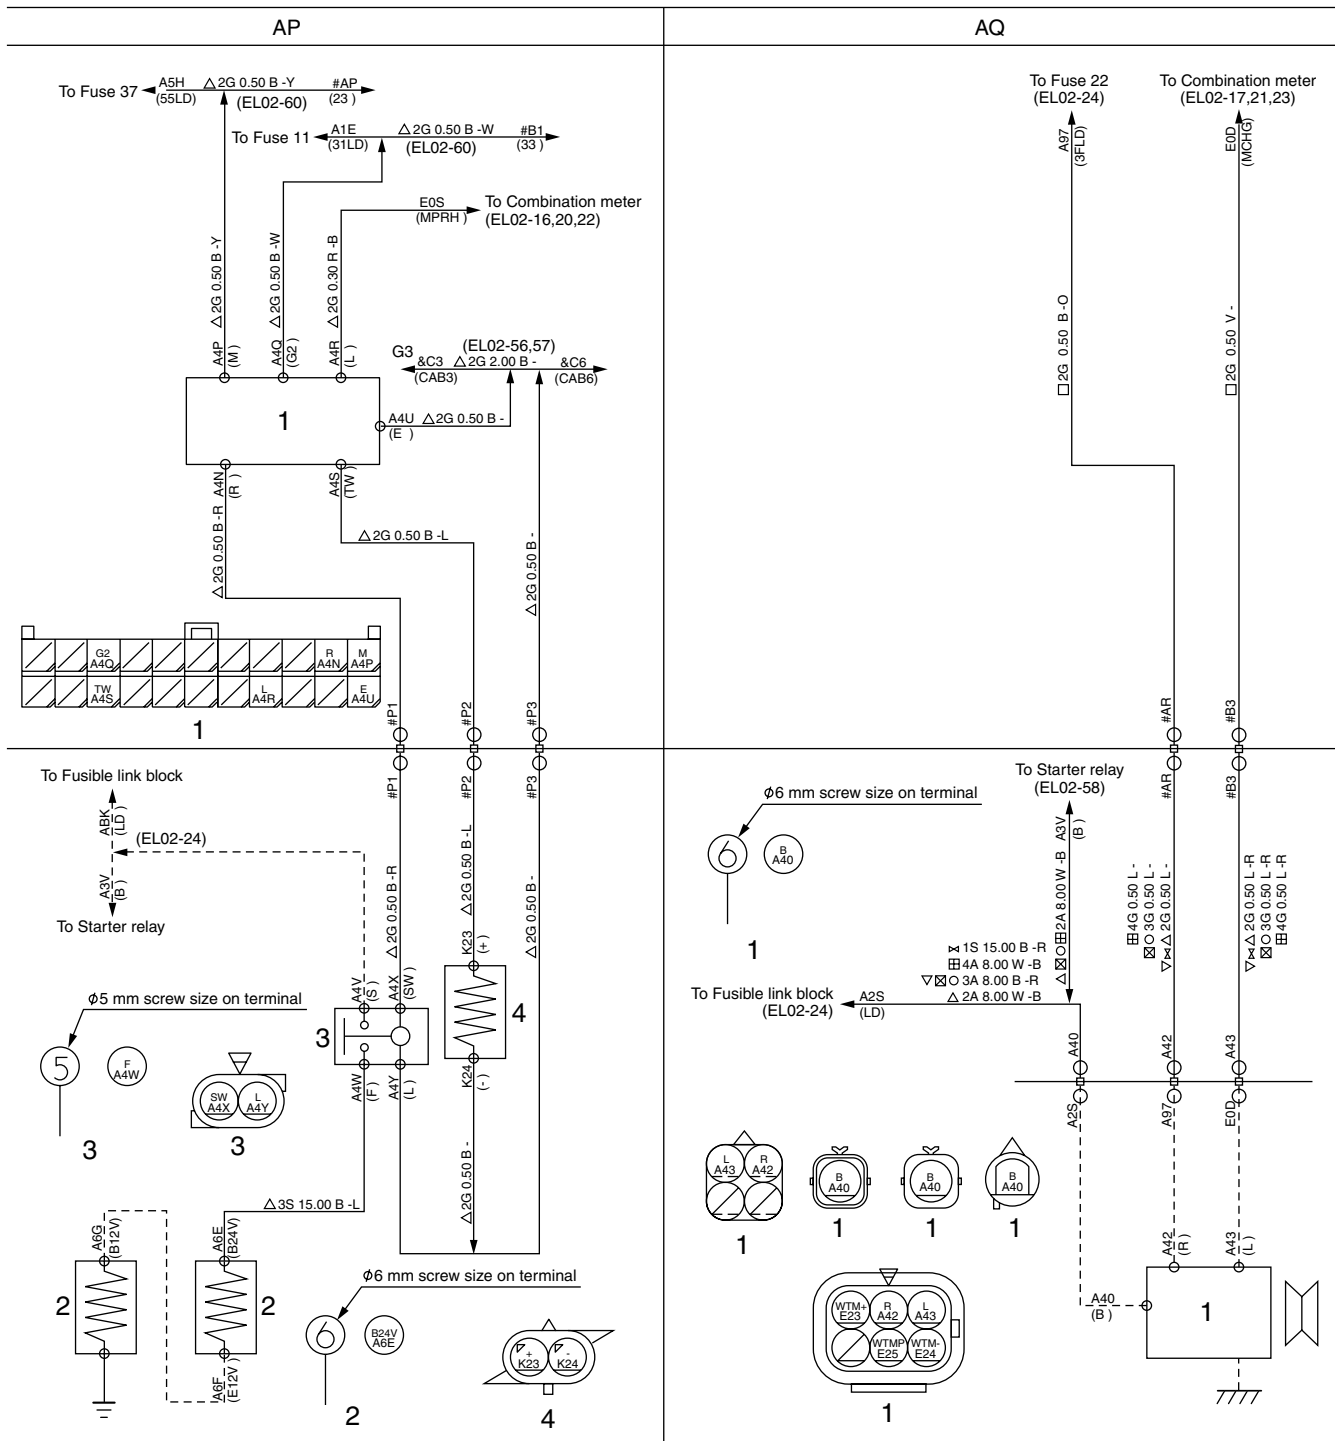 AP
AQ
To Fuse 37
A5H
(55LD)
△ 2G 0.50 B -Y
(EL02-60)
#AP
(23 )
To Fuse 11
A1E
(31LD)
△ 2G 0.50 B -W
(EL02-60)
#B1
(33 )
E0S
(MPRH )
To Combination meter
(EL02-16,20,22)
△ 2G 0.50 B -Y
△ 2G 0.50 B -W
△ 2G 0.30 R -B
A4P
(M )
A4Q
(G2 )
A4R
(L )
1
G3
(EL02-56,57)
&C3
(CAB3)
△ 2G 2.00 B -
&C6
(CAB6)
A4U
(E )
△ 2G 0.50 B -
A4N
(R )
A4S
(TW )
△ 2G 0.50 B -R
△ 2G 0.50 B -L
△ 2G 0.50 B -
G2
A4Q
R
A4N
M
A4P
TW
A4S
L
A4R
E
A4U
1
#P1
#P2
#P3
#P1
#P2
#P3
To Fusible link block
ABK
(LD )
(EL02-24)
A3V
(B )
To Starter relay
△ 2G 0.50 B -R
△ 2G 0.50 B -L
△ 2G 0.50 B -
A4V
(S )
A4X
(SW )
K23
(+ )
3
4
A4W
(F )
A4Y
(L )
K24
(- )
ϕ5 mm screw size on terminal
5
F
A4W
3
SW
A4X
L
A4Y
3
△ 3S 15.00 B -L
△ 2G 0.50 B -
A6G
(B12V)
A6E
(B24V)
2
2
A6F
(E12V )
ϕ6 mm screw size on terminal
6
B24V
A6E
2
+
K23
-
K24
4
To Fuse 22
(EL02-24)
To Combination meter
(EL02-17,21,23)
A97
(3FLD)
E0D
(MCHG)
□ 2G 0.50 B -O
□ 2G 0.50 V -
#AR
#B3
#AR
#B3
To Starter relay
(EL02-58)
A3V
(B )
ϕ6 mm screw size on terminal
6
B
A40
1
△ ⊠ ○ ⊞ 2A 8.00 W -B
⋈ 1S 15.00 B -R
⊞ 4A 8.00 W -B
▽ ⊠ ○ 3A 8.00 B -R
△ 2A 8.00 W -B
To Fusible link block
(EL02-24)
A2S
(LD)
⊞ 4G 0.50 L -
⊠ ○ 3G 0.50 L -
▽ ⋈ △ 2G 0.50 L -
▽ ⋈ △ 2G 0.50 L -R
⊠ ○ 3G 0.50 L -R
⊞ 4G 0.50 L -R
A40
A42
A43
A2S
A97
E0D
L
A43
R
A42
1
B
A40
1
B
A40
1
B
A40
1
A42
(R )
A43
(L )
A40
(B )
1
WTM+
E23
R
A42
L
A43
WTMP
E25
WTM-
E24
1